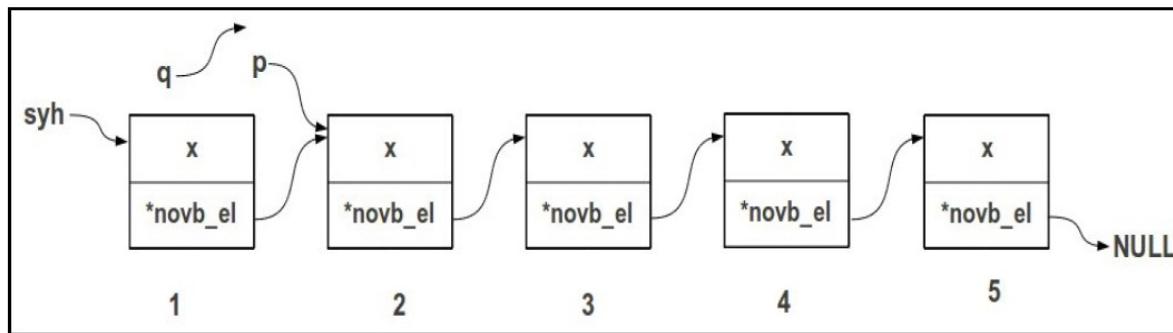 q
p
syh
x x x x x
*novb_el *novb_el *novb_el *novb_el *novb_el
NULL
1 2 3 4 5